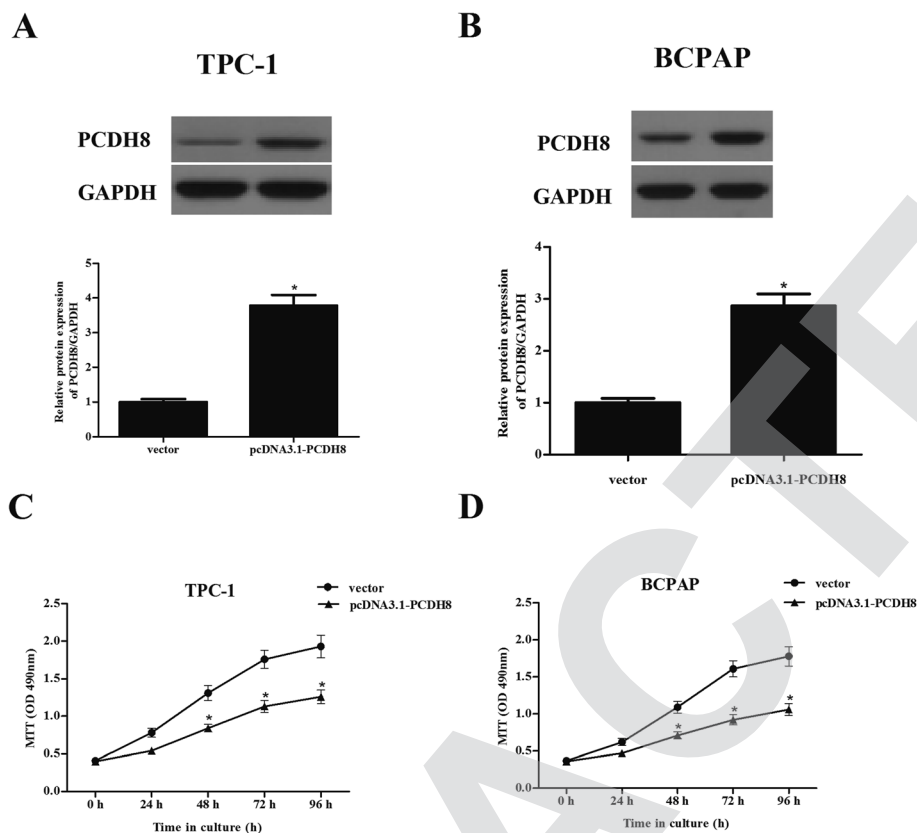 A
TPC-1
PCDH8
GAPDH
Relative protein expression
of PCDH8/GAPDH
5
4
3
2
1
0
*
vector
pcDNA3.1-PCDH8
B
BCPAP
PCDH8
GAPDH
Relative protein expression
of PCDH8/GAPDH
4
3
2
1
0
*
vector
pcDNA3.1-PCDH8
C
TPC-1
vector
pcDNA3.1-PCDH8
MTT (OD 490nm)
2.5
2.0
1.5
1.0
0.5
0.0
* * *
0 h 24 h 48 h 72 h 96 h
Time in culture (h)
D
BCPAP
vector
pcDNA3.1-PCDH8
MTT (OD 490nm)
2.5
2.0
1.5
1.0
0.5
0.0
* * *
0 h 24 h 48 h 72 h 96 h
Time in culture (h)